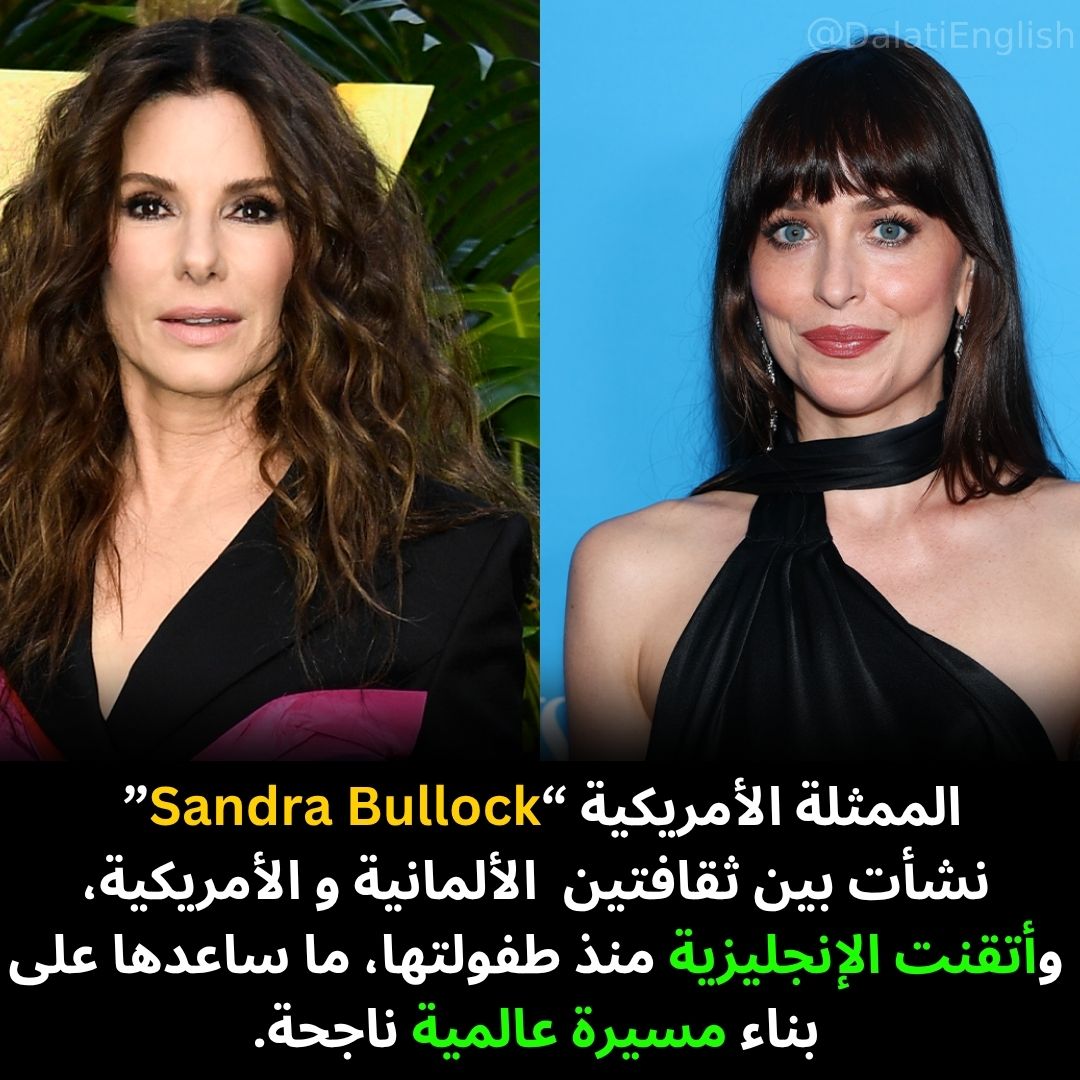 @DalatiEnglish
الممثلة الأمريكية “Sandra Bullock”
نشأت بين ثقافتين الألمانية و الأمريكية،
وأتقنت الإنجليزية منذ طفولتها، ما ساعدها على
بناء مسيرة عالمية ناجحة.